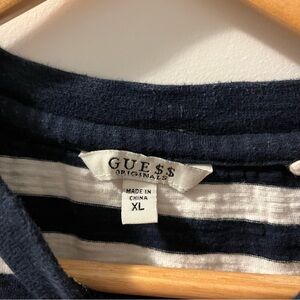 GUE$$
ORIGINALS
MADE IN
CHINA
XL